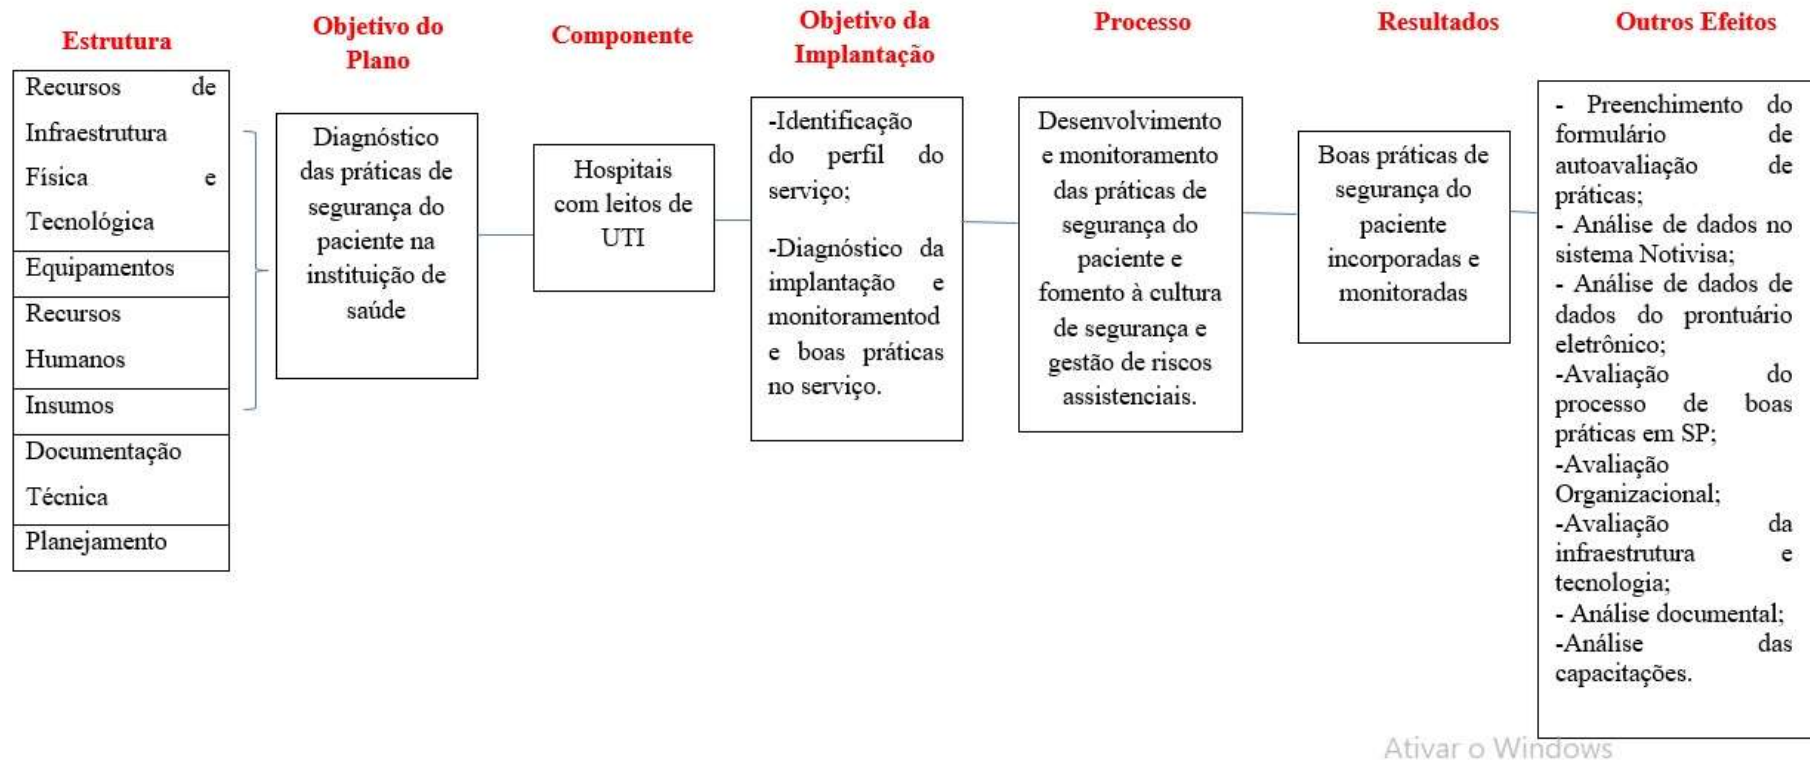 Estrutura
Recursos de
Infraestrutura
Física e
Tecnológica
Equipamentos
Recursos
Humanos
Insumos
Documentação
Técnica
Planejamento
Objetivo do
Plano
Diagnóstico
das práticas de
segurança do
paciente na
instituição de
saúde
Componente
Hospitais
com leitos de
UTI
Objetivo da
Implantação
-Identificação
do perfil do
serviço;
-Diagnóstico da
implantação e
monitoramentod
e boas práticas
no serviço.
Processo
Desenvolvimento
e monitoramento
das práticas de
segurança do
paciente e
fomento à cultura
de segurança e
gestão de riscos
assistenciais.
Resultados
Boas práticas de
segurança do
paciente
incorporadas e
monitoradas
Outros Efeitos
- Preenchimento do
formulário de
autoavaliação de
práticas;
- Análise de dados no
sistema Notivisa;
- Análise de dados de
dados do prontuário
eletrônico;
-Avaliação do
processo de boas
práticas em SP;
-Avaliação
Organizacional;
-Avaliação da
infraestrutura e
tecnologia;
- Análise documental;
-Análise das
capacitações.
Ativar o Windows